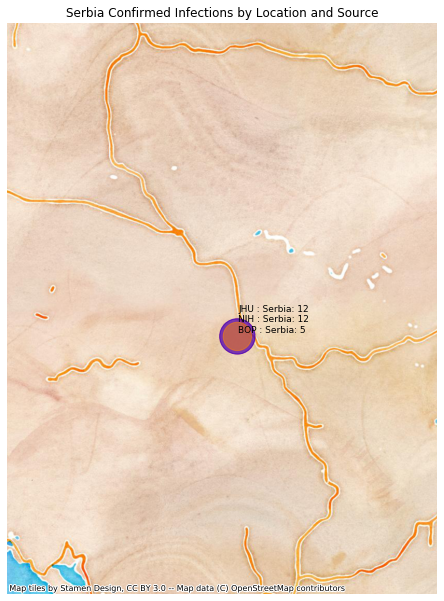 Serbia Confirmed Infections by Location and Source
JHU : Serbia: 12
NIH : Serbia: 12
BOP : Serbia: 5
Map tiles by Stamen Design, CC BY 3.0 -- Map data (C) OpenStreetMap contributors